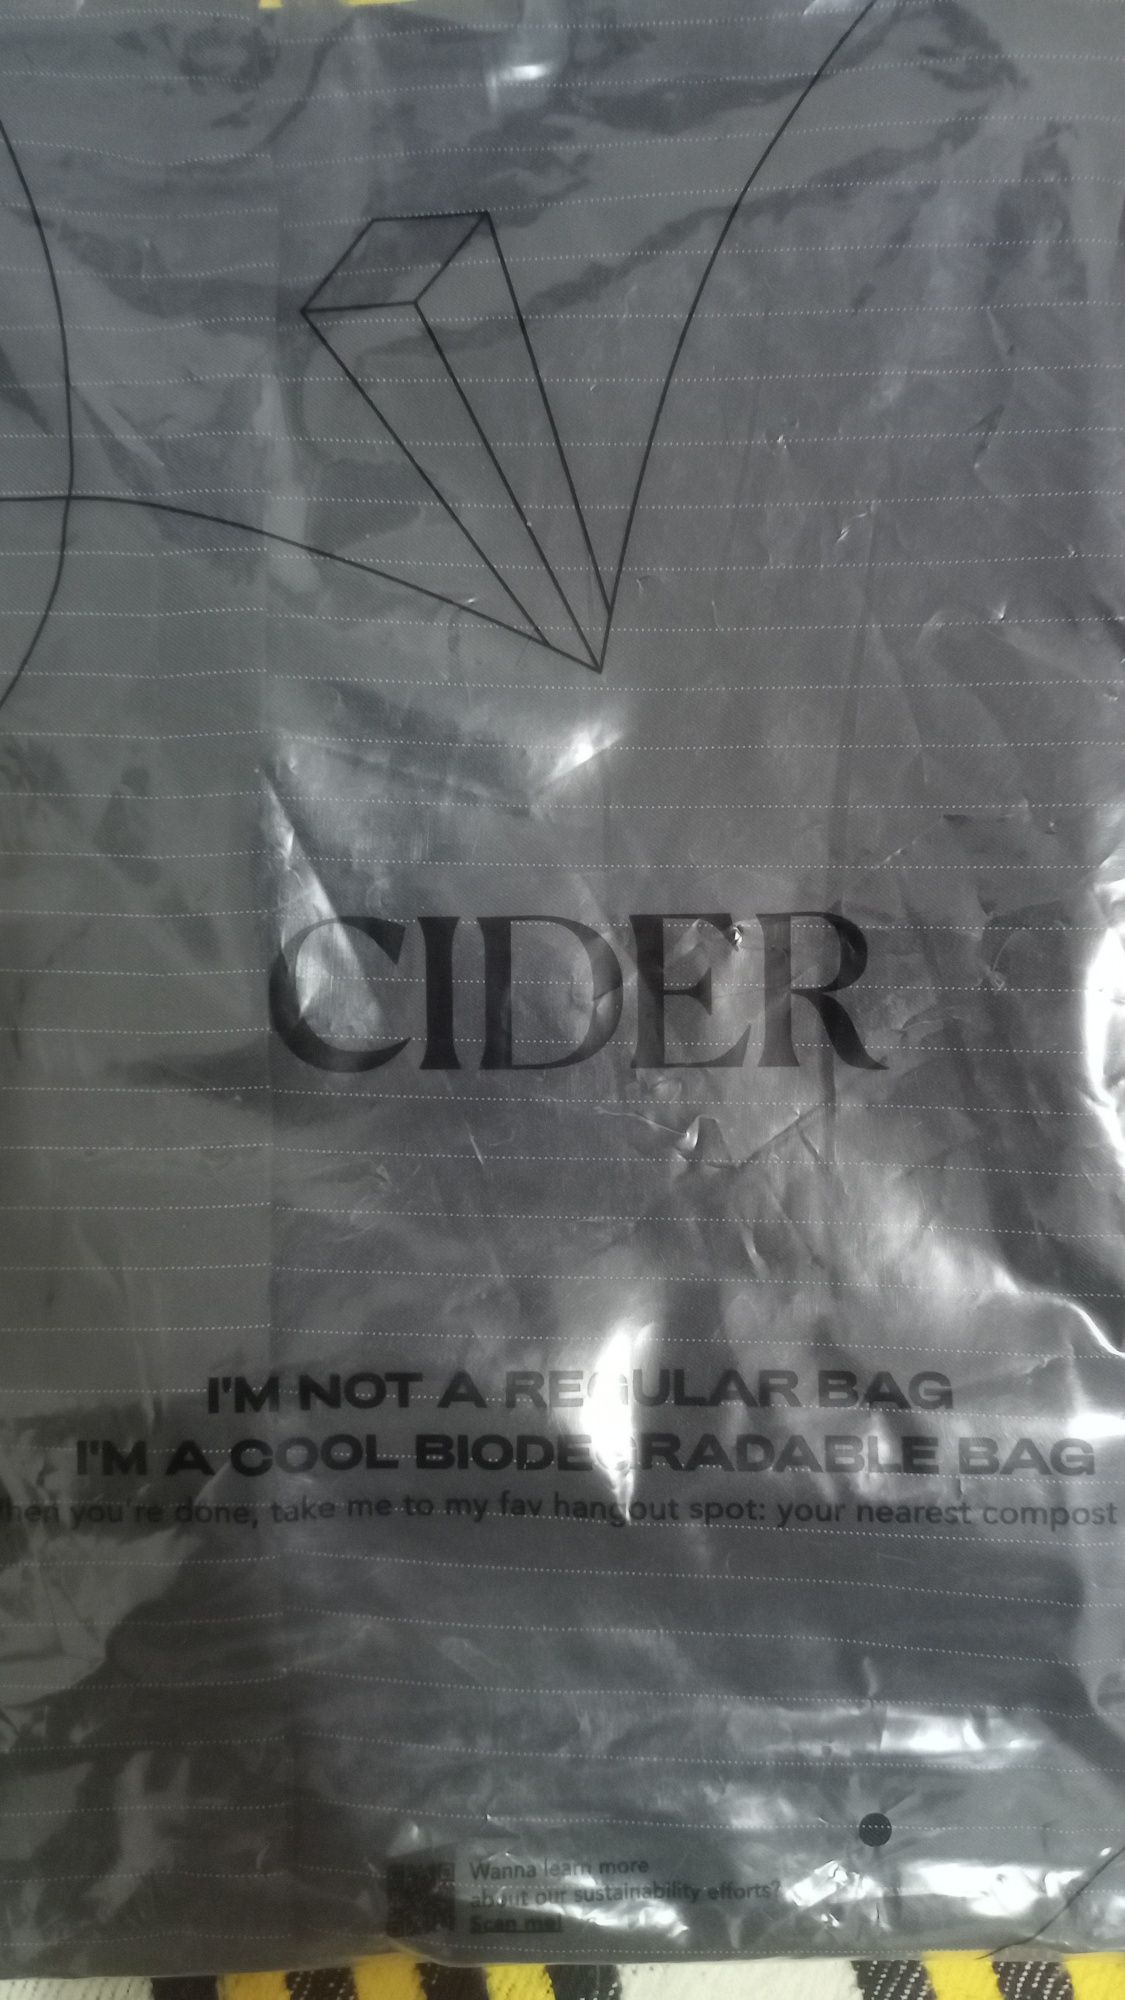 CIDER
I'M NOT A REGULAR BAG
I'M A COOL BIODEGRADABLE BAG
hen you're done, take me to my fav hangout spot: your nearest compost
Wanna learn more
about our sustainability efforts?
Scan me!